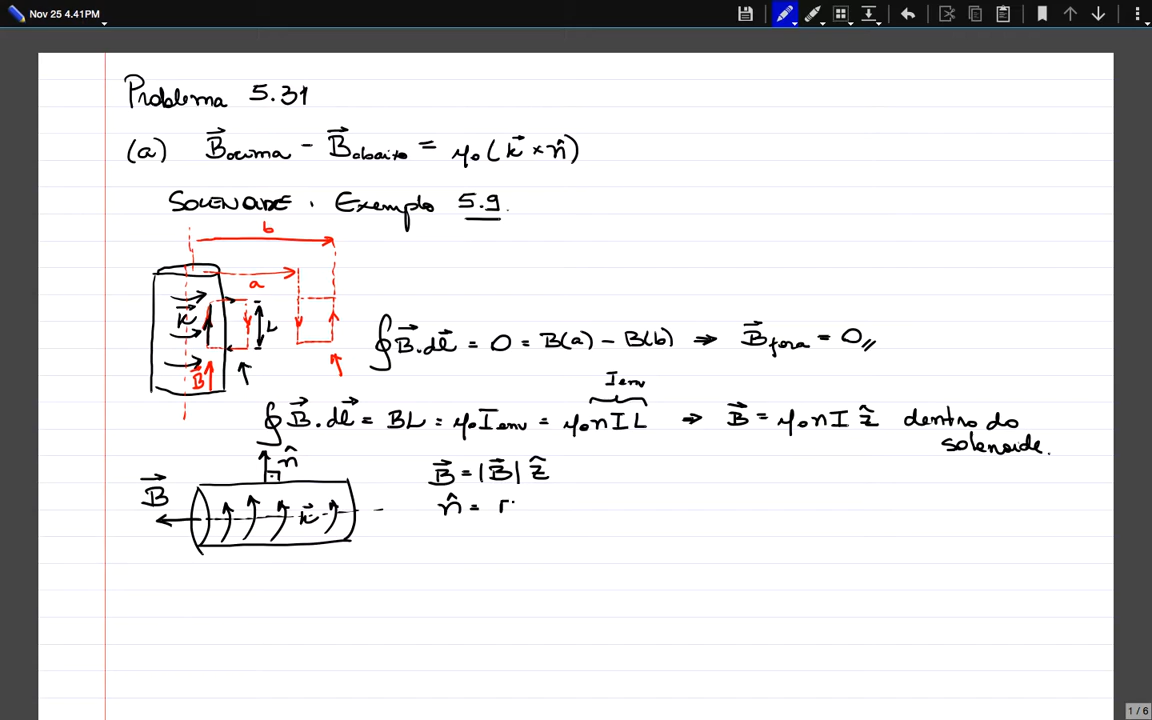 Nov 25 4.41PM
Problema 5.31
(a) B⃗acima - B⃗abaixo = μ₀(K⃗ × n̂)
SOLENOIDE. Exemplo 5.9.
b
a
K⃗
L
B⃗
∮ B⃗.dl⃗ = 0 = B(a) - B(b) ⇒ B⃗fora = 0 //
Ienv
∮ B⃗.dl⃗ = BL = μ₀Ienv = μ₀nIL ⇒ B⃗ = μ₀nI ẑ dentro do
solenoide.
n̂
B⃗
K⃗
B⃗ = |B⃗| ẑ
n̂ = r
1 / 6